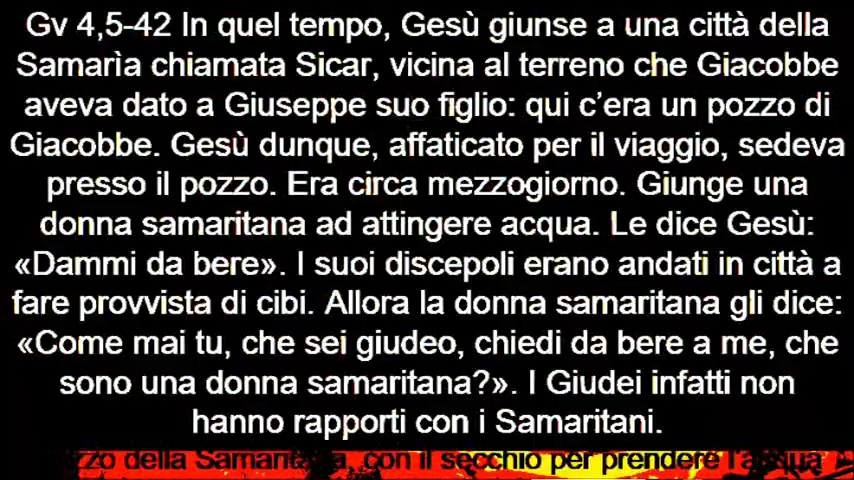 Gv 4,5-42 In quel tempo, Gesù giunse a una città della
Samarìa chiamata Sicar, vicina al terreno che Giacobbe
aveva dato a Giuseppe suo figlio: qui c’era un pozzo di
Giacobbe. Gesù dunque, affaticato per il viaggio, sedeva
presso il pozzo. Era circa mezzogiorno. Giunge una
donna samaritana ad attingere acqua. Le dice Gesù:
«Dammi da bere». I suoi discepoli erano andati in città a
fare provvista di cibi. Allora la donna samaritana gli dice:
«Come mai tu, che sei giudeo, chiedi da bere a me, che
sono una donna samaritana?». I Giudei infatti non
hanno rapporti con i Samaritani.
della Samaritana, con il secchio per prendere l'acqua